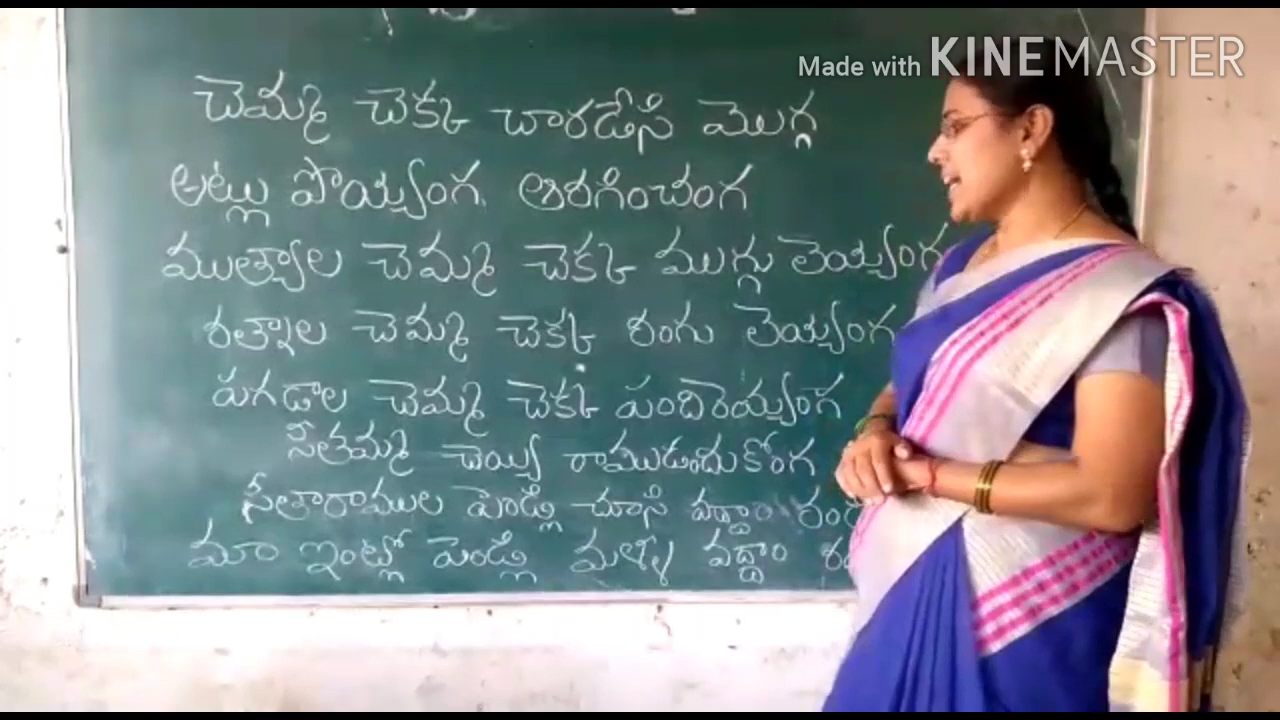 Made with KINEMASTER
చెమ్మ చెక్క చారడేసి మొగ్గ
అట్లు పొయ్యంగ ఆరగించంగ
ముత్యాల చెమ్మ చెక్క ముగ్గులెయ్యంగ
రత్నాల చెమ్మ చెక్క రంగు లెయ్యంగ
పగడాల చెమ్మ చెక్క పందిరెయ్యంగ
సీతమ్మ చెయ్యి రాముడందుకోంగ
సీతారాముల పెండ్లి చూసి వద్దాం
మా ఇంట్లో పెండ్లి మళ్ళీ వద్దాం